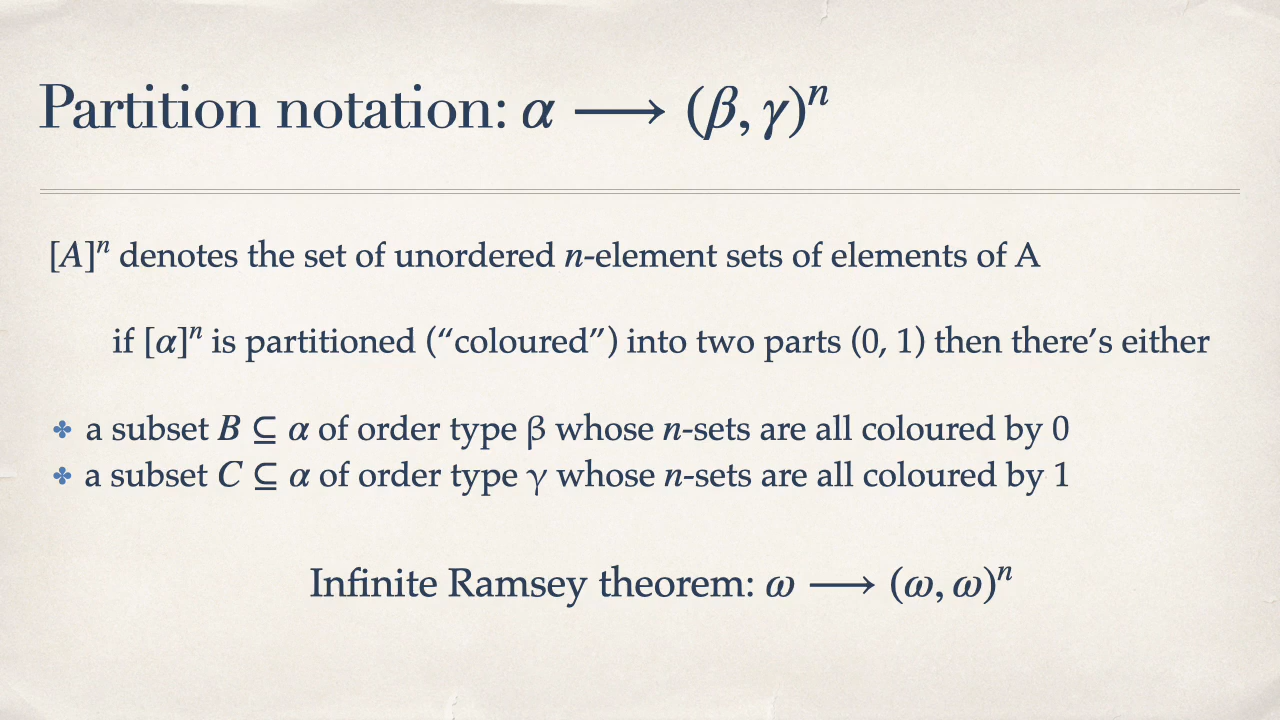 Partition notation: α ⟶ (β, γ)ⁿ
[A]ⁿ denotes the set of unordered n-element sets of elements of A
if [α]ⁿ is partitioned (“coloured”) into two parts (0, 1) then there’s either
✤ a subset B ⊆ α of order type β whose n-sets are all coloured by 0
✤ a subset C ⊆ α of order type γ whose n-sets are all coloured by 1
Infinite Ramsey theorem: ω ⟶ (ω, ω)ⁿ